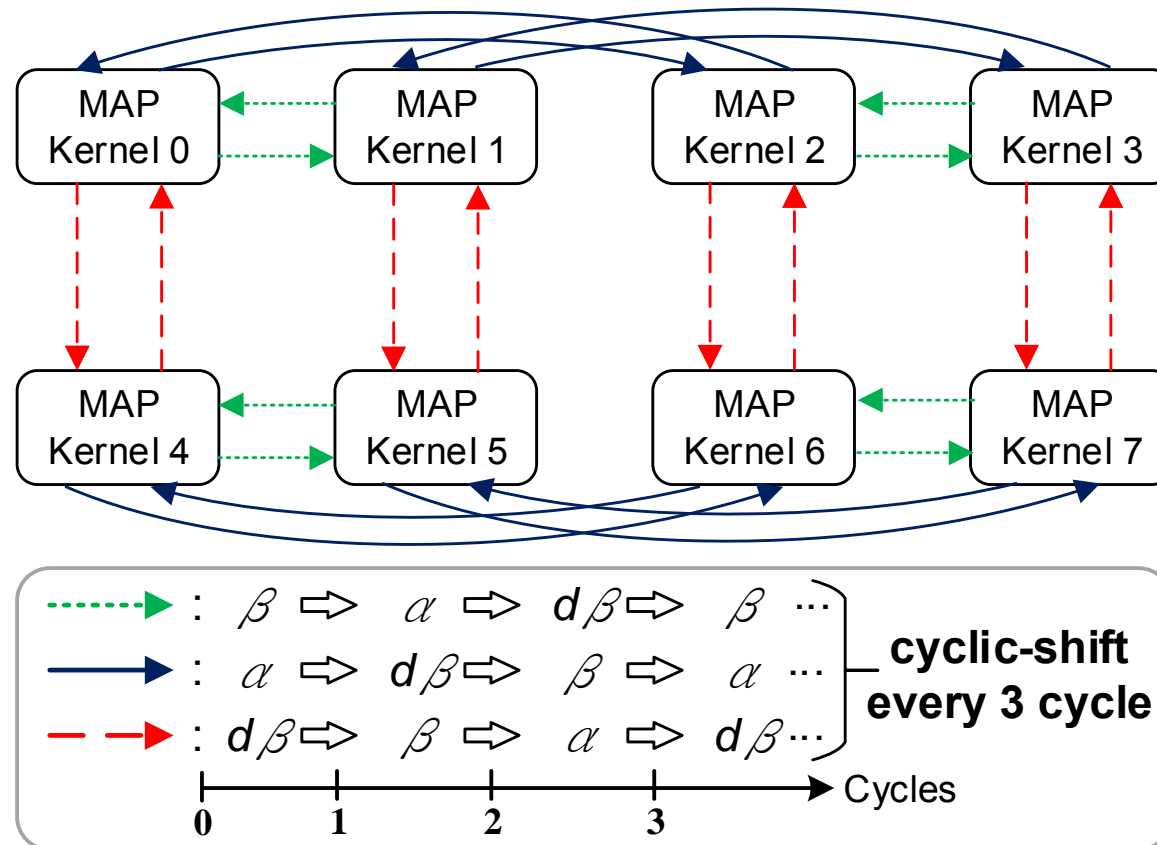 MAP
Kernel 0
MAP
Kernel 1
MAP
Kernel 2
MAP
Kernel 3
MAP
Kernel 4
MAP
Kernel 5
MAP
Kernel 6
MAP
Kernel 7
: β ⇨ α ⇨ dβ ⇨ β ...
: α ⇨ dβ ⇨ β ⇨ α ...
: dβ ⇨ β ⇨ α ⇨ dβ ...
cyclic-shift
every 3 cycle
0 1 2 3 Cycles